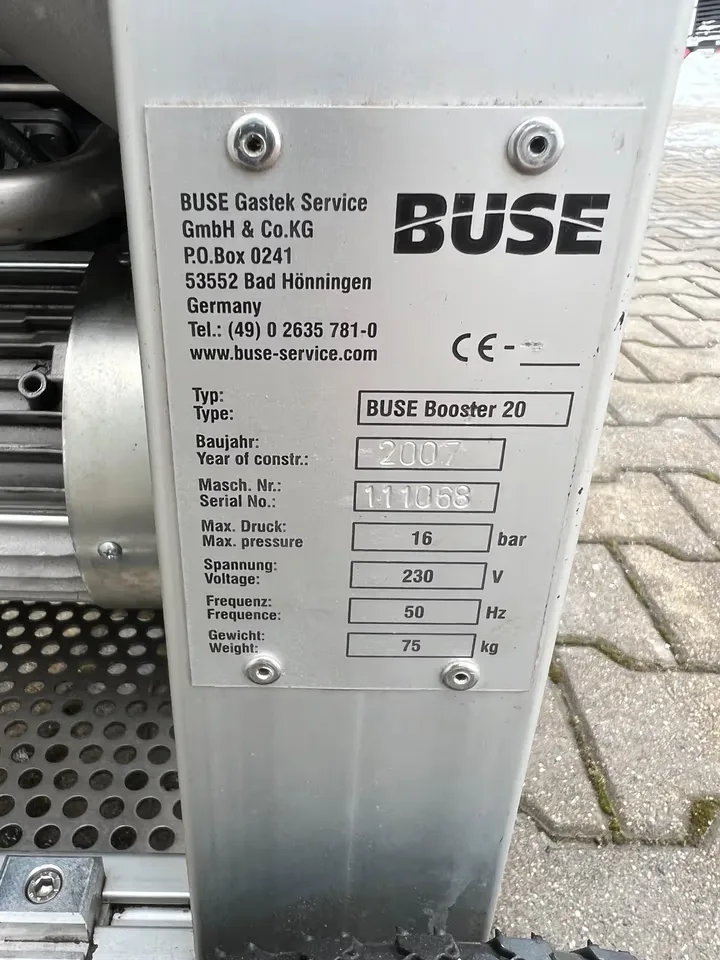 BUSE Gastek Service
GmbH & Co.KG
P.O.Box 0241
53552 Bad Hönningen
Germany
Tel.: (49) 0 2635 781-0
www.buse-service.com
BUSE
CE-
Typ:
Type:
BUSE Booster 20
Baujahr:
Year of constr.:
2007
Masch. Nr.:
Serial No.:
111068
Max. Druck:
Max. pressure
16 bar
Spannung:
Voltage:
230 V
Frequenz:
Frequence:
50 Hz
Gewicht:
Weight:
75 kg